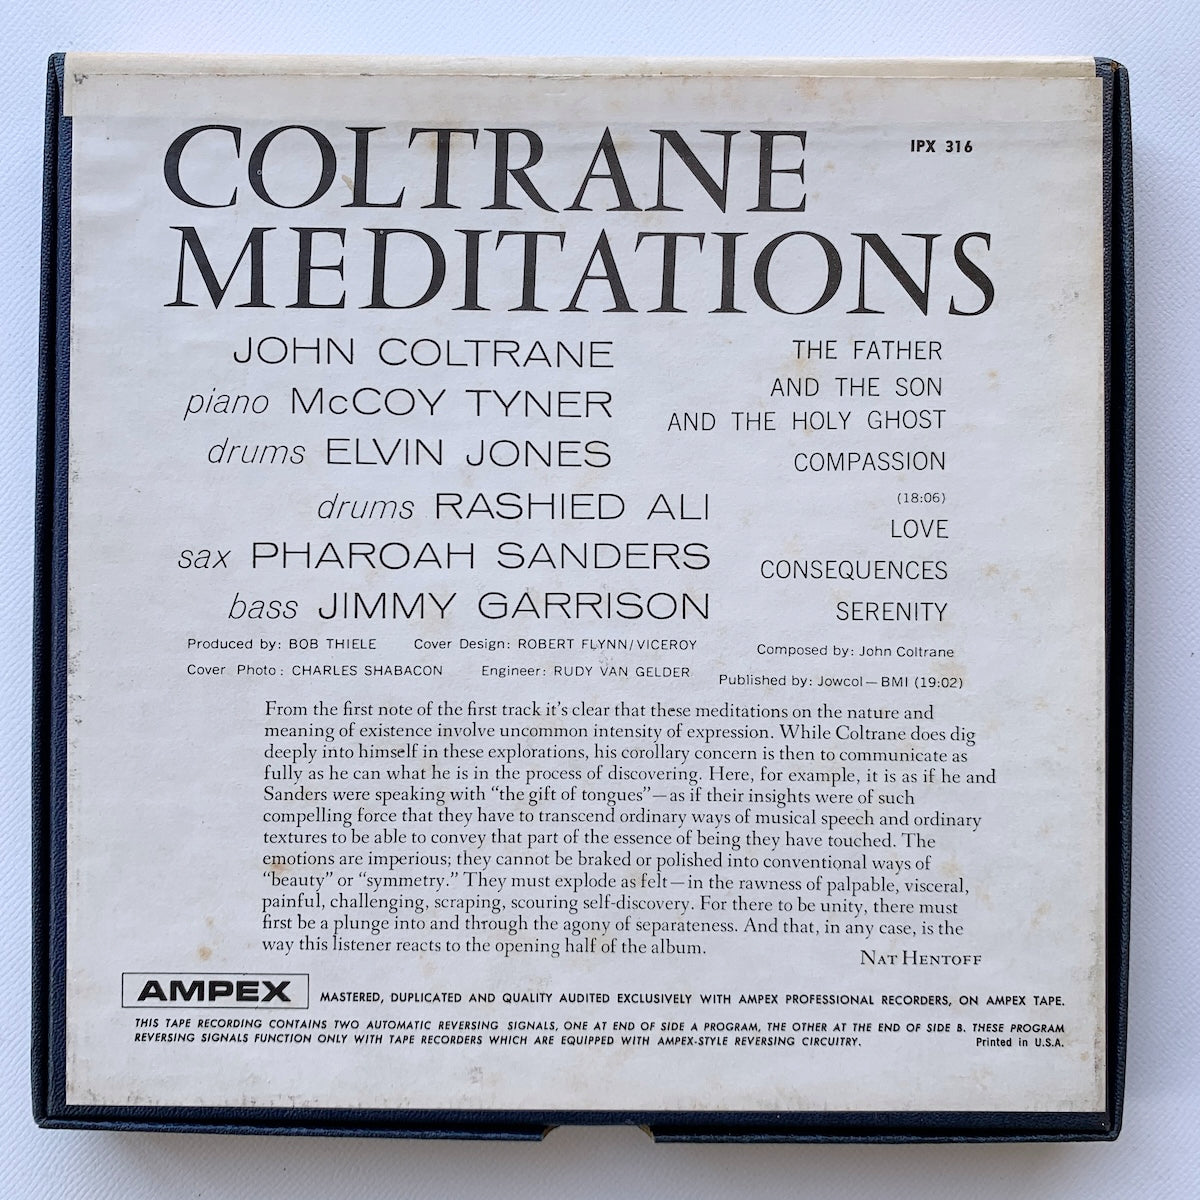 COLTRANE
IPX 316
MEDITATIONS
JOHN COLTRANE
piano McCOY TYNER
drums ELVIN JONES
drums RASHIED ALI
sax PHAROAH SANDERS
bass JIMMY GARRISON
THE FATHER
AND THE SON
AND THE HOLY GHOST
COMPASSION
(18:06)
LOVE
CONSEQUENCES
SERENITY
Produced by: BOB THIELE Cover Design: ROBERT FLYNN/VICEROY
Cover Photo: CHARLES SHABACON Engineer: RUDY VAN GELDER
Composed by: John Coltrane
Published by: Jowcol—BMI (19:02)
From the first note of the first track it's clear that these meditations on the nature and
meaning of existence involve uncommon intensity of expression. While Coltrane does dig
deeply into himself in these explorations, his corollary concern is then to communicate as
fully as he can what he is in the process of discovering. Here, for example, it is as if he and
Sanders were speaking with “the gift of tongues”—as if their insights were of such
compelling force that they have to transcend ordinary ways of musical speech and ordinary
textures to be able to convey that part of the essence of being they have touched. The
emotions are imperious; they cannot be braked or polished into conventional ways of
“beauty” or “symmetry.” They must explode as felt—in the rawness of palpable, visceral,
painful, challenging, scraping, scouring self-discovery. For there to be unity, there must
first be a plunge into and through the agony of separateness. And that, in any case, is the
way this listener reacts to the opening half of the album.
NAT HENTOFF
AMPEX MASTERED, DUPLICATED AND QUALITY AUDITED EXCLUSIVELY WITH AMPEX PROFESSIONAL RECORDERS, ON AMPEX TAPE.
THIS TAPE RECORDING CONTAINS TWO AUTOMATIC REVERSING SIGNALS, ONE AT END OF SIDE A PROGRAM, THE OTHER AT THE END OF SIDE B. THESE PROGRAM
REVERSING SIGNALS FUNCTION ONLY WITH TAPE RECORDERS WHICH ARE EQUIPPED WITH AMPEX-STYLE REVERSING CIRCUITRY. Printed in U.S.A.